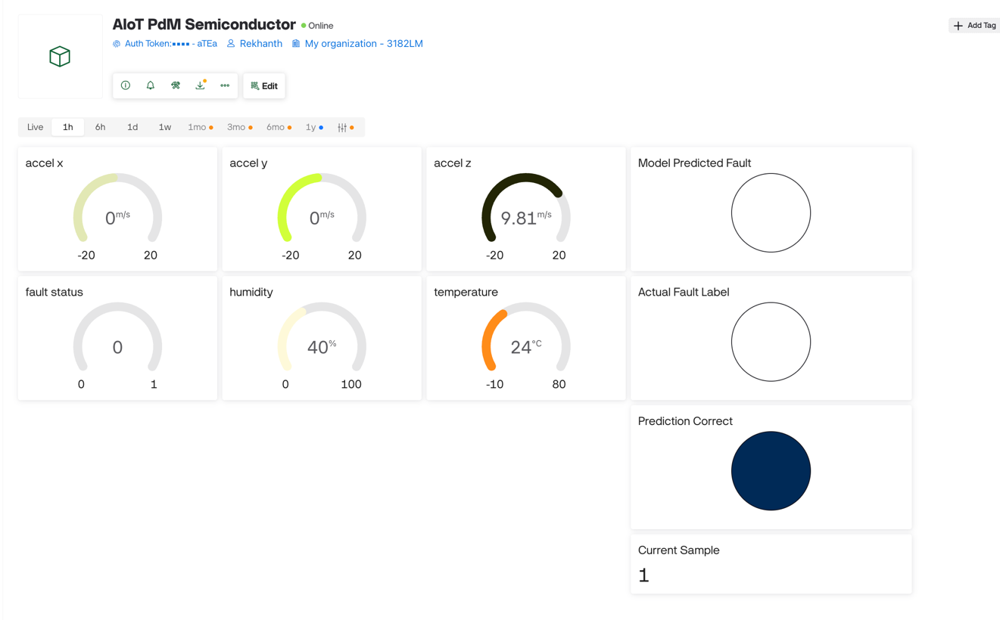 AIoT PdM Semiconductor Online
Auth Token:▪▪▪▪ - aTEa Rekhanth My organization - 3182LM
Add Tag
Edit
Live 1h 6h 1d 1w 1mo 3mo 6mo 1y
accel x
0 m/s
-20 20
accel y
0 m/s
-20 20
accel z
9.81 m/s
-20 20
Model Predicted Fault
fault status
0
0 1
humidity
40 %
0 100
temperature
24 °C
-10 80
Actual Fault Label
Prediction Correct
Current Sample
1